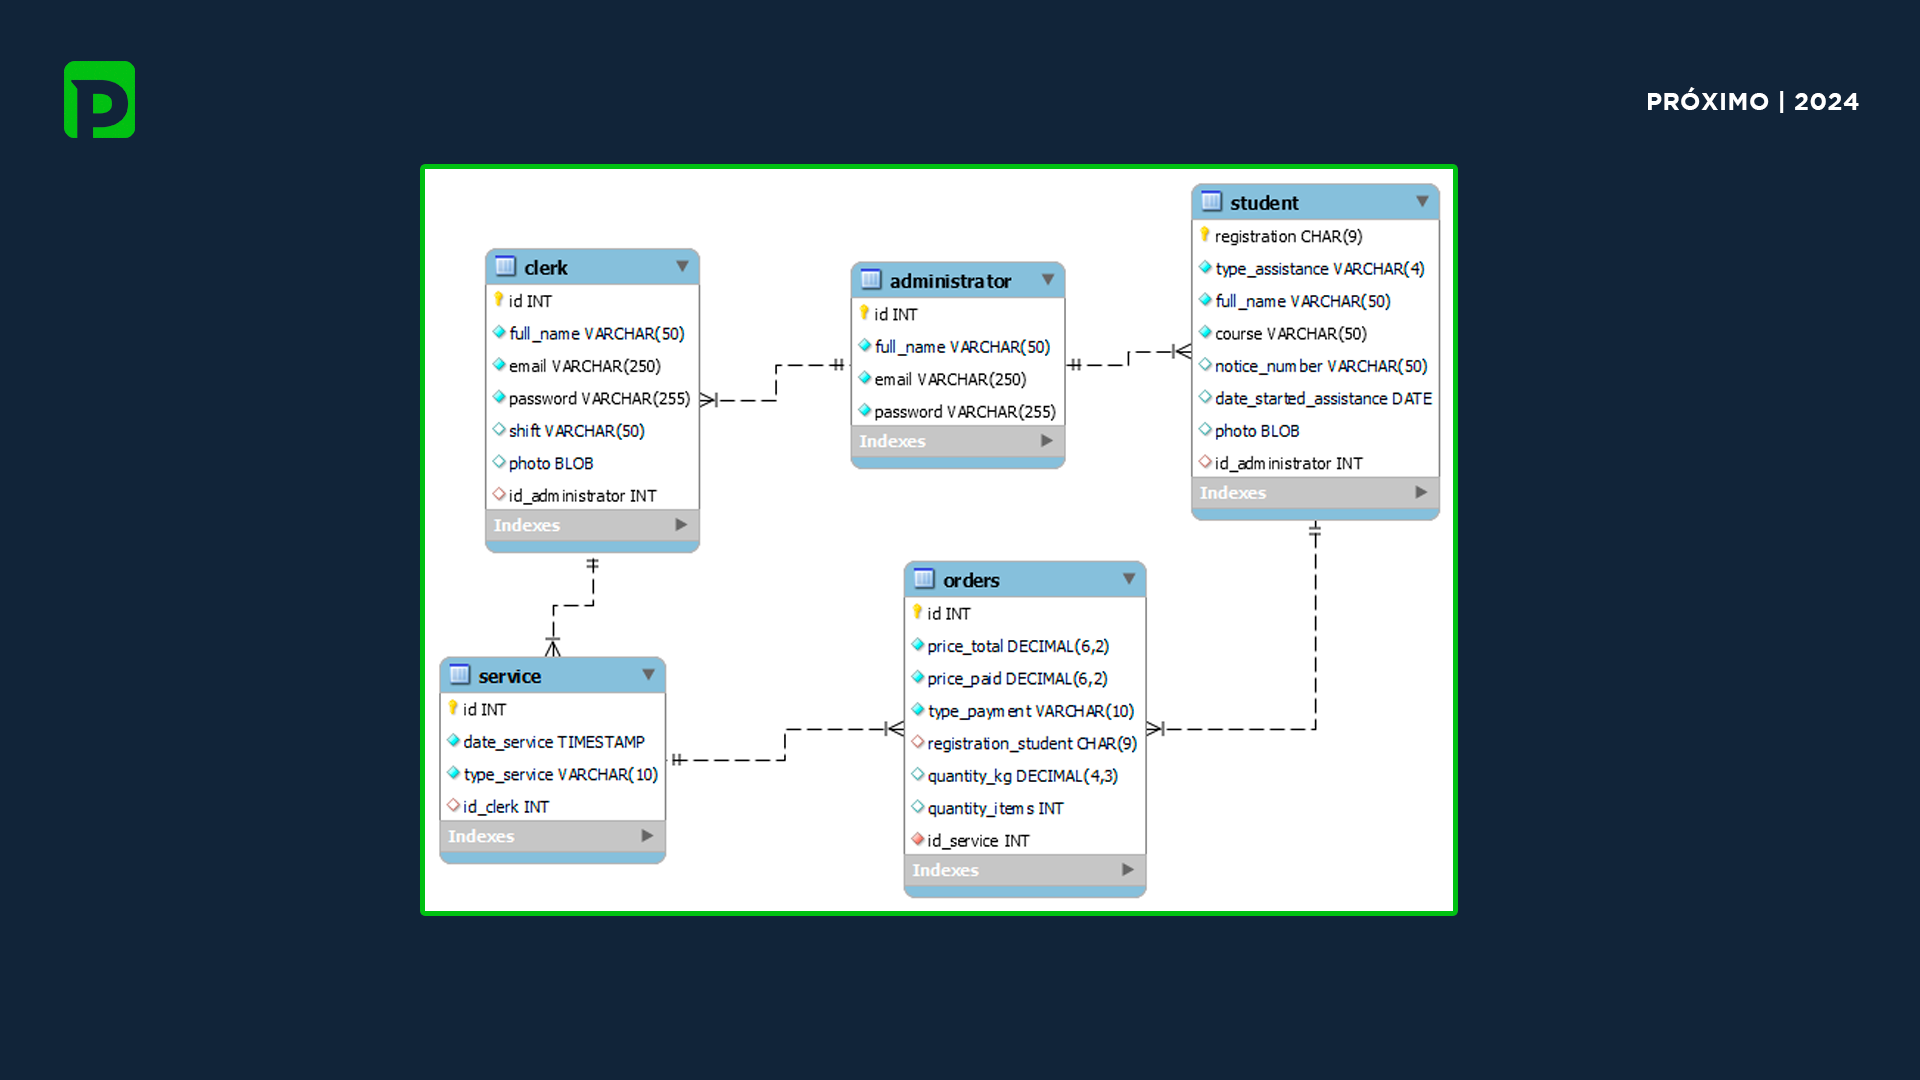 PRÓXIMO | 2024
clerk
id INT
full_name VARCHAR(50)
email VARCHAR(250)
password VARCHAR(255)
shift VARCHAR(50)
photo BLOB
id_administrator INT
Indexes
administrator
id INT
full_name VARCHAR(50)
email VARCHAR(250)
password VARCHAR(255)
Indexes
student
registration CHAR(9)
type_assistance VARCHAR(4)
full_name VARCHAR(50)
course VARCHAR(50)
notice_number VARCHAR(50)
date_started_assistance DATE
photo BLOB
id_administrator INT
Indexes
service
id INT
date_service TIMESTAMP
type_service VARCHAR(10)
id_clerk INT
Indexes
orders
id INT
price_total DECIMAL(6,2)
price_paid DECIMAL(6,2)
type_payment VARCHAR(10)
registration_student CHAR(9)
quantity_kg DECIMAL(4,3)
quantity_items INT
id_service INT
Indexes